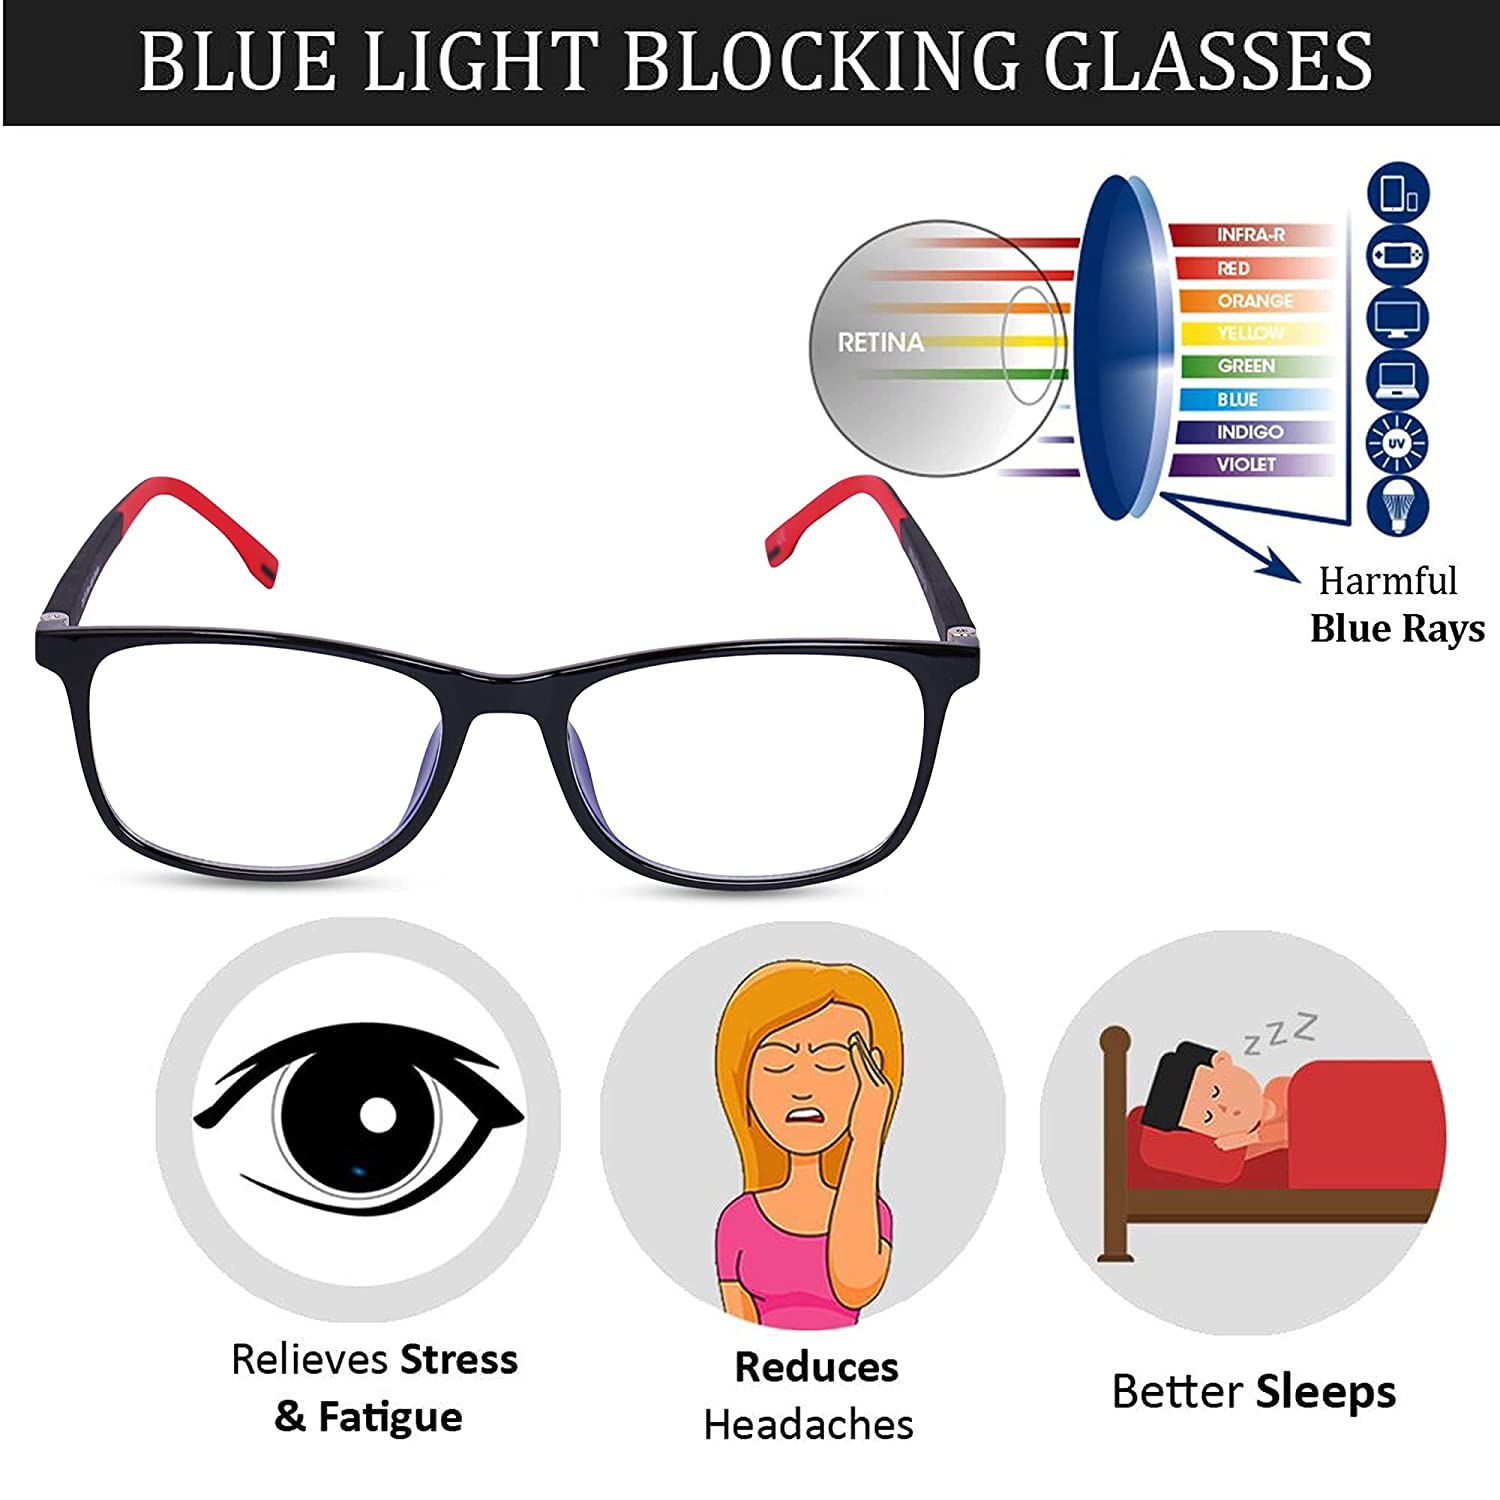 BLUE LIGHT BLOCKING GLASSES
INFRA-R
RED
ORANGE
RETINA
YELLOW
GREEN
BLUE
INDIGO
UV
VIOLET
Harmful
Blue Rays
Relieves Stress
& Fatigue
Reduces
Headaches
zzz
Better Sleeps